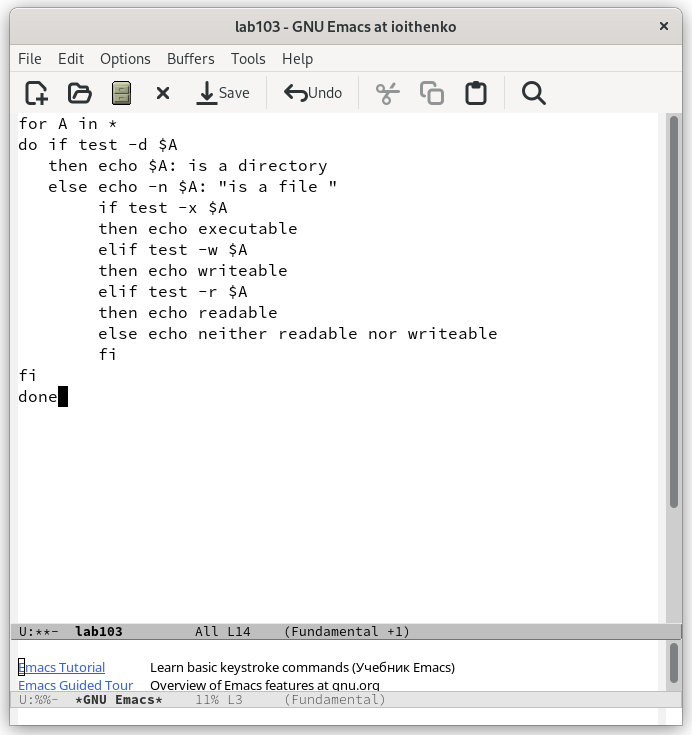 lab103 - GNU Emacs at ioithenko
File Edit Options Buffers Tools Help
Save Undo
for A in *
do if test -d $A
   then echo $A: is a directory
   else echo -n $A: "is a file "
        if test -x $A
        then echo executable
        elif test -w $A
        then echo writeable
        elif test -r $A
        then echo readable
        else echo neither readable nor writeable
        fi
fi
done
U:**-  lab103         All L14    (Fundamental +1)
Emacs Tutorial Learn basic keystroke commands (Учебник Emacs)
Emacs Guided Tour Overview of Emacs features at gnu.org
U:%%-  *GNU Emacs*    11% L3     (Fundamental)